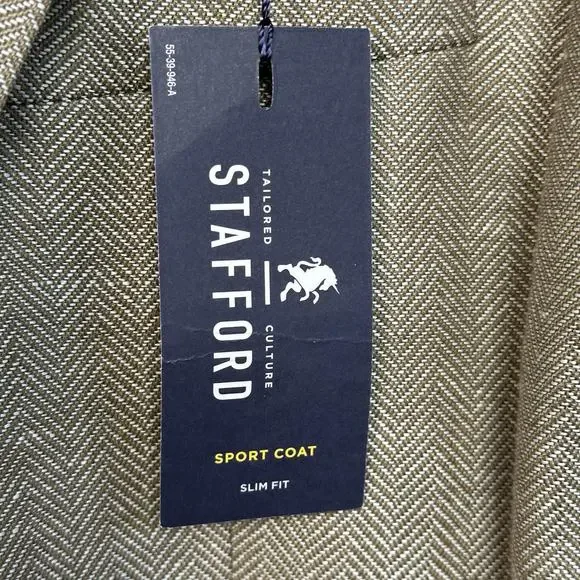 55-39-946-A
TAILORED CULTURE
STAFFORD
SPORT COAT
SLIM FIT